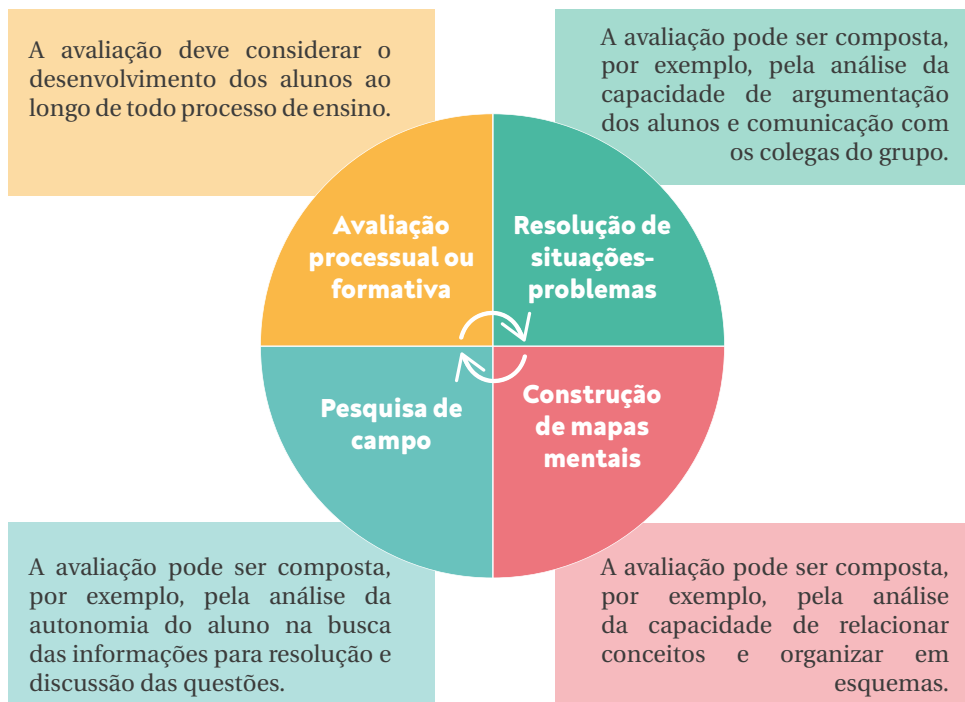 A avaliação deve considerar o
desenvolvimento dos alunos ao
longo de todo processo de ensino.
A avaliação pode ser composta,
por exemplo, pela análise da
capacidade de argumentação
dos alunos e comunicação com
os colegas do grupo.
Avaliação
processual ou
formativa
Resolução de
situações-
problemas
Pesquisa de
campo
Construção
de mapas
mentais
A avaliação pode ser composta,
por exemplo, pela análise da
autonomia do aluno na busca
das informações para resolução e
discussão das questões.
A avaliação pode ser composta,
por exemplo, pela análise
da capacidade de relacionar
conceitos e organizar em
esquemas.